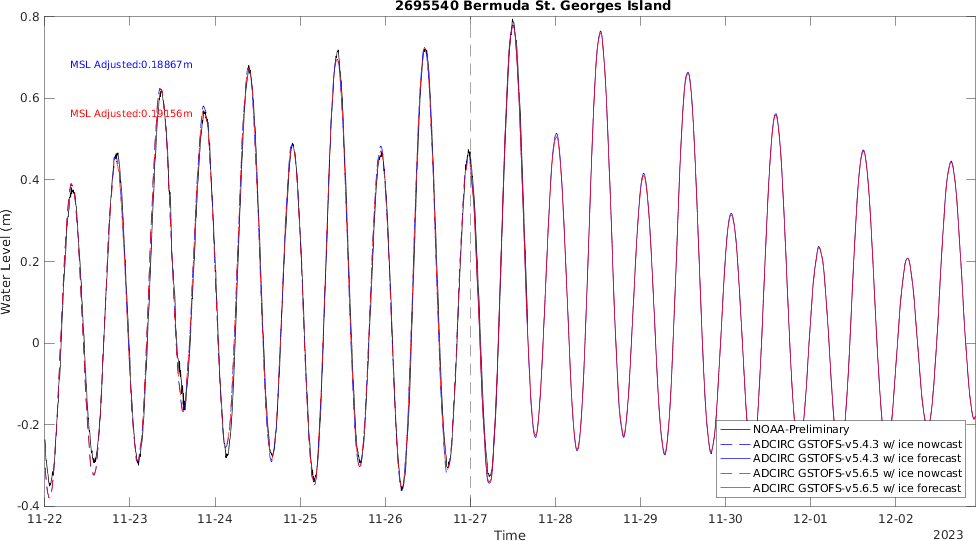 2695540 Bermuda St. Georges Island
MSL Adjusted:0.18867m
MSL Adjusted:0.19156m
Water Level (m)
0.8
0.6
0.4
0.2
0
-0.2
-0.4
NOAA-Preliminary
ADCIRC GSTOFS-v5.4.3 w/ ice nowcast
ADCIRC GSTOFS-v5.4.3 w/ ice forecast
ADCIRC GSTOFS-v5.6.5 w/ ice nowcast
ADCIRC GSTOFS-v5.6.5 w/ ice forecast
11-22 11-23 11-24 11-25 11-26 11-27 11-28 11-29 11-30 12-01 12-02
Time
2023